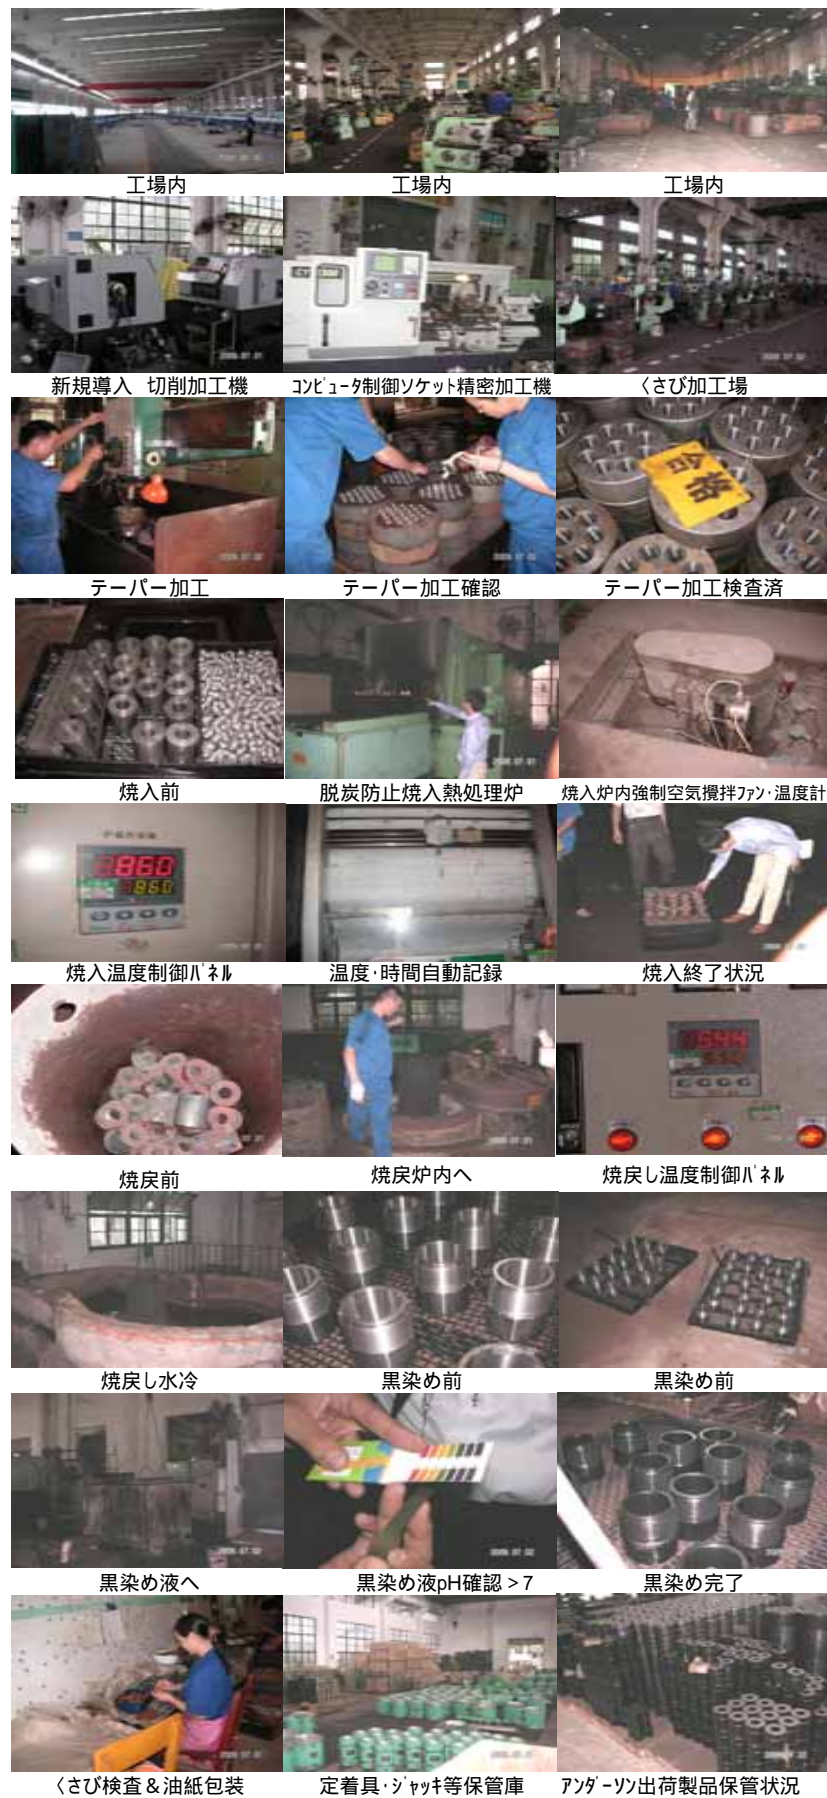 工場内
工場内
工場内
新規導入 切削加工機
ｺﾝﾋﾟｭｰﾀ制御ソケット精密加工機
くさび加工場
テーパー加工
テーパー加工確認
合格
テーパー加工検査済
焼入前
脱炭防止焼入熱処理炉
焼入炉内強制空気攪拌ﾌｧﾝ･温度計
860
860
焼入温度制御ﾊﾟﾈﾙ
温度･時間自動記録
焼入終了状況
544
焼戻前
焼戻炉内へ
焼戻し温度制御ﾊﾟﾈﾙ
焼戻し水冷
黒染め前
黒染め前
黒染め液へ
黒染め液pH確認＞7
黒染め完了
くさび検査＆油紙包装
定着具･ジャッキ等保管庫
ｱﾝﾀﾞｰｿﾝ出荷製品保管状況